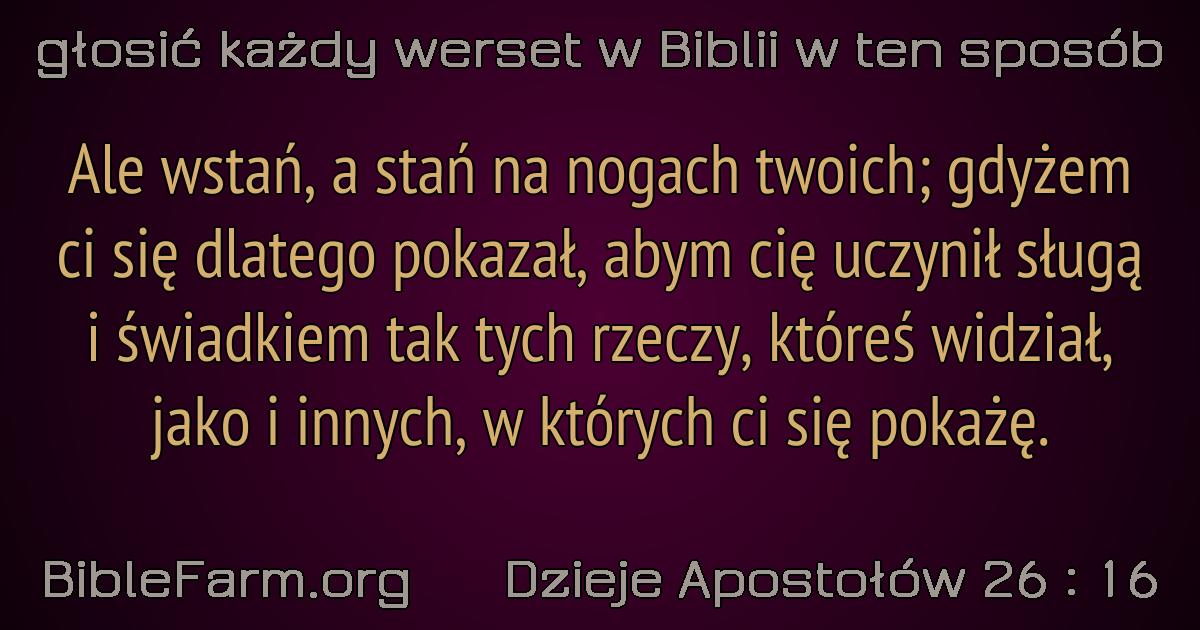 głosić każdy werset w Biblii w ten sposób
Ale wstań, a stań na nogach twoich; gdyżem
ci się dlatego pokazał, abym cię uczynił sługą
i świadkiem tak tych rzeczy, któreś widział,
jako i innych, w których ci się pokażę.
BibleFarm.org Dzieje Apostołów 26 : 16